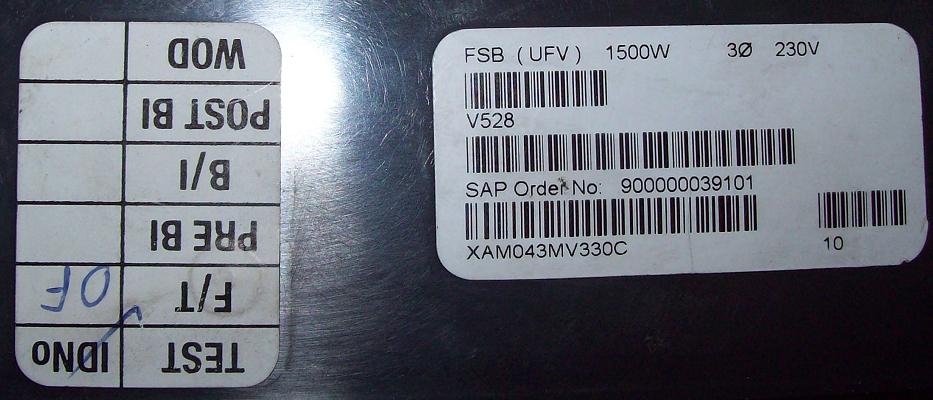 TEST IDNo
F/T OF
PRE BI
B/I
POST BI
WOD
FSB ( UFV ) 1500W 3Ø 230V
V528
SAP Order No: 900000039101
XAM043MV330C
10